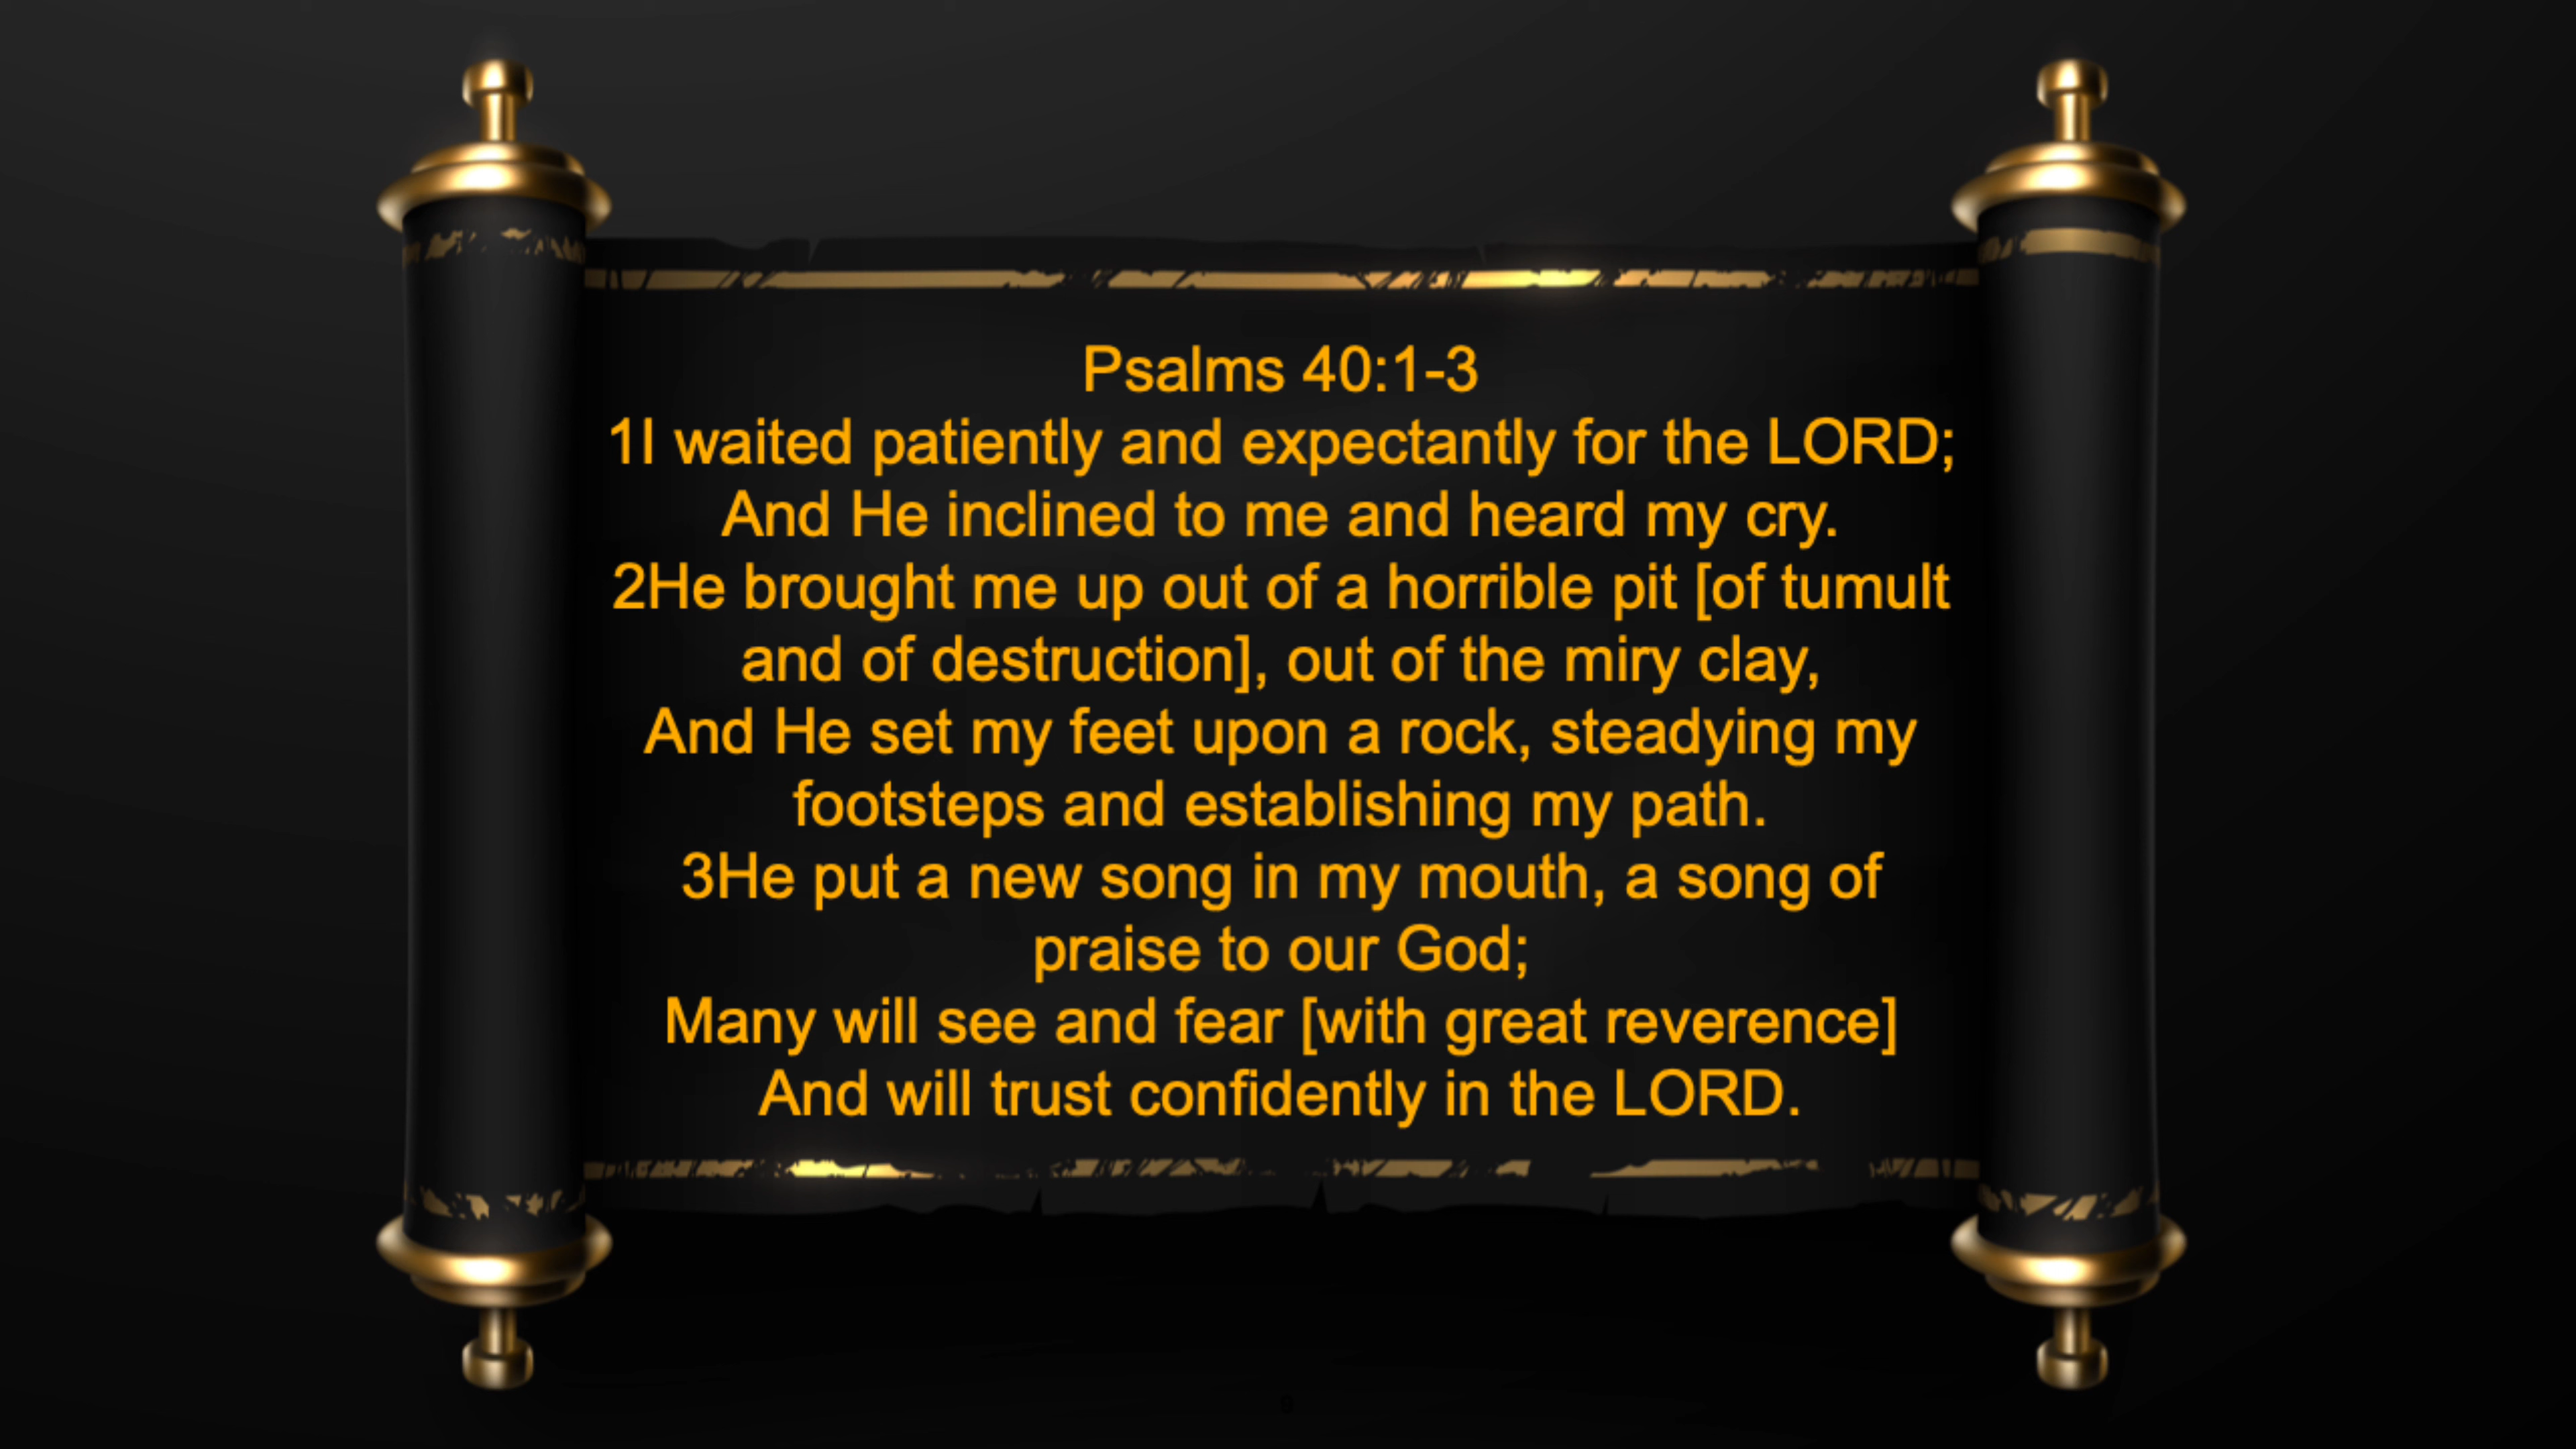 Psalms 40:1-3
1I waited patiently and expectantly for the LORD;
And He inclined to me and heard my cry.
2He brought me up out of a horrible pit [of tumult
and of destruction], out of the miry clay,
And He set my feet upon a rock, steadying my
footsteps and establishing my path.
3He put a new song in my mouth, a song of
praise to our God;
Many will see and fear [with great reverence]
And will trust confidently in the LORD.